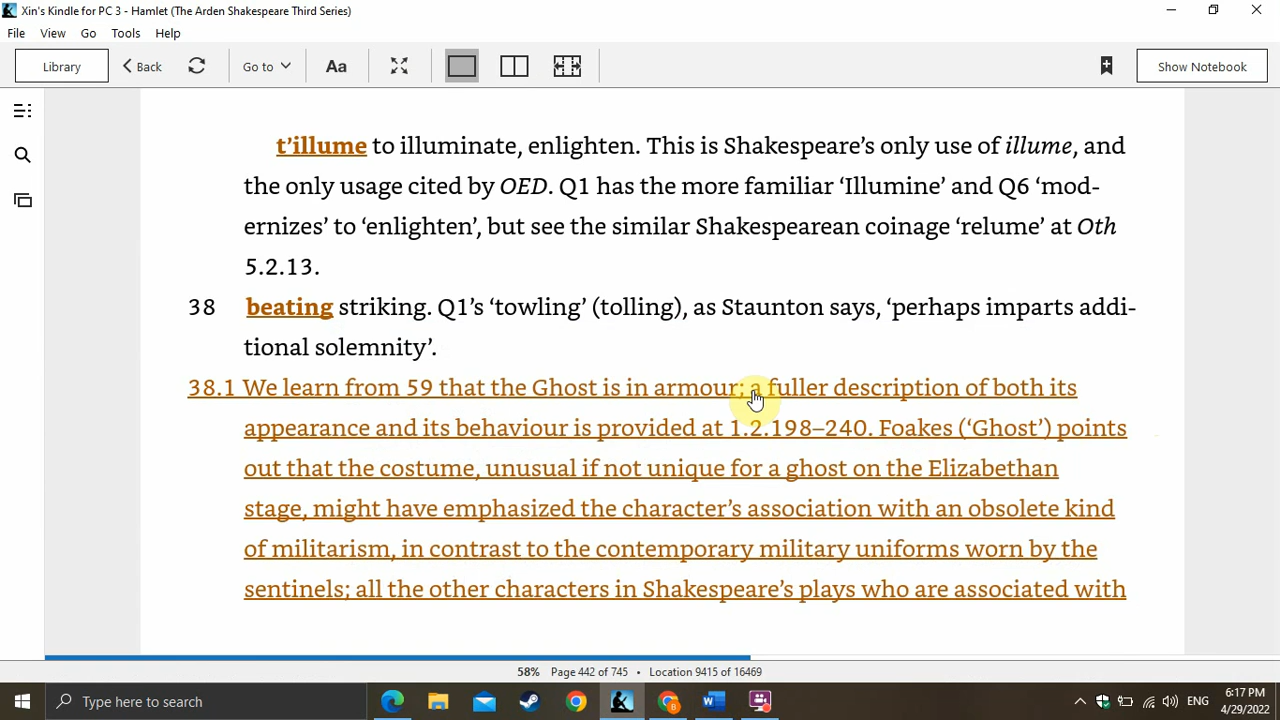 Xin's Kindle for PC 3 - Hamlet (The Arden Shakespeare Third Series)
File View Go Tools Help
Library Back Go to Aa Show Notebook
t’illume to illuminate, enlighten. This is Shakespeare’s only use of illume, and
the only usage cited by OED. Q1 has the more familiar ‘Illumine’ and Q6 ‘mod-
ernizes’ to ‘enlighten’, but see the similar Shakespearean coinage ‘relume’ at Oth
5.2.13.
38 beating striking. Q1’s ‘towling’ (tolling), as Staunton says, ‘perhaps imparts addi-
tional solemnity’.
38.1 We learn from 59 that the Ghost is in armour; a fuller description of both its
appearance and its behaviour is provided at 1.2.198–240. Foakes (‘Ghost’) points
out that the costume, unusual if not unique for a ghost on the Elizabethan
stage, might have emphasized the character’s association with an obsolete kind
of militarism, in contrast to the contemporary military uniforms worn by the
sentinels; all the other characters in Shakespeare’s plays who are associated with
58% Page 442 of 745 • Location 9415 of 16469
Type here to search
ENG
6:17 PM
4/29/2022